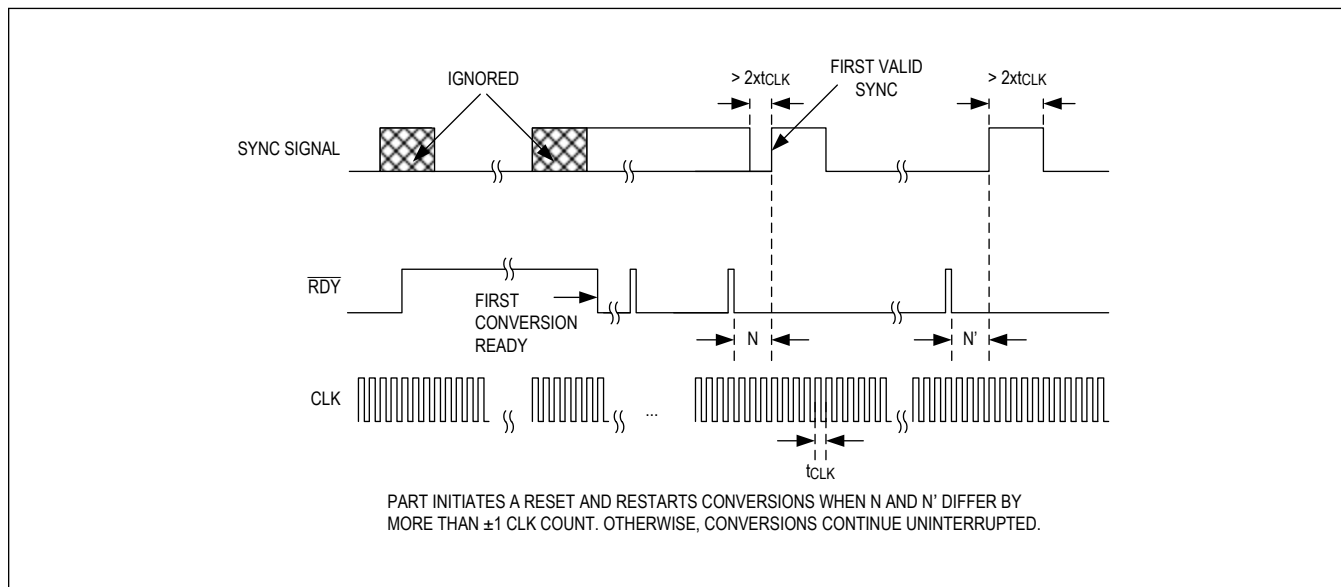 IGNORED
> 2xtCLK
FIRST VALID
SYNC
> 2xtCLK
SYNC SIGNAL
RDY
FIRST
CONVERSION
READY
N
N'
CLK
...
tCLK
PART INITIATES A RESET AND RESTARTS CONVERSIONS WHEN N AND N' DIFFER BY
MORE THAN ±1 CLK COUNT. OTHERWISE, CONVERSIONS CONTINUE UNINTERRUPTED.